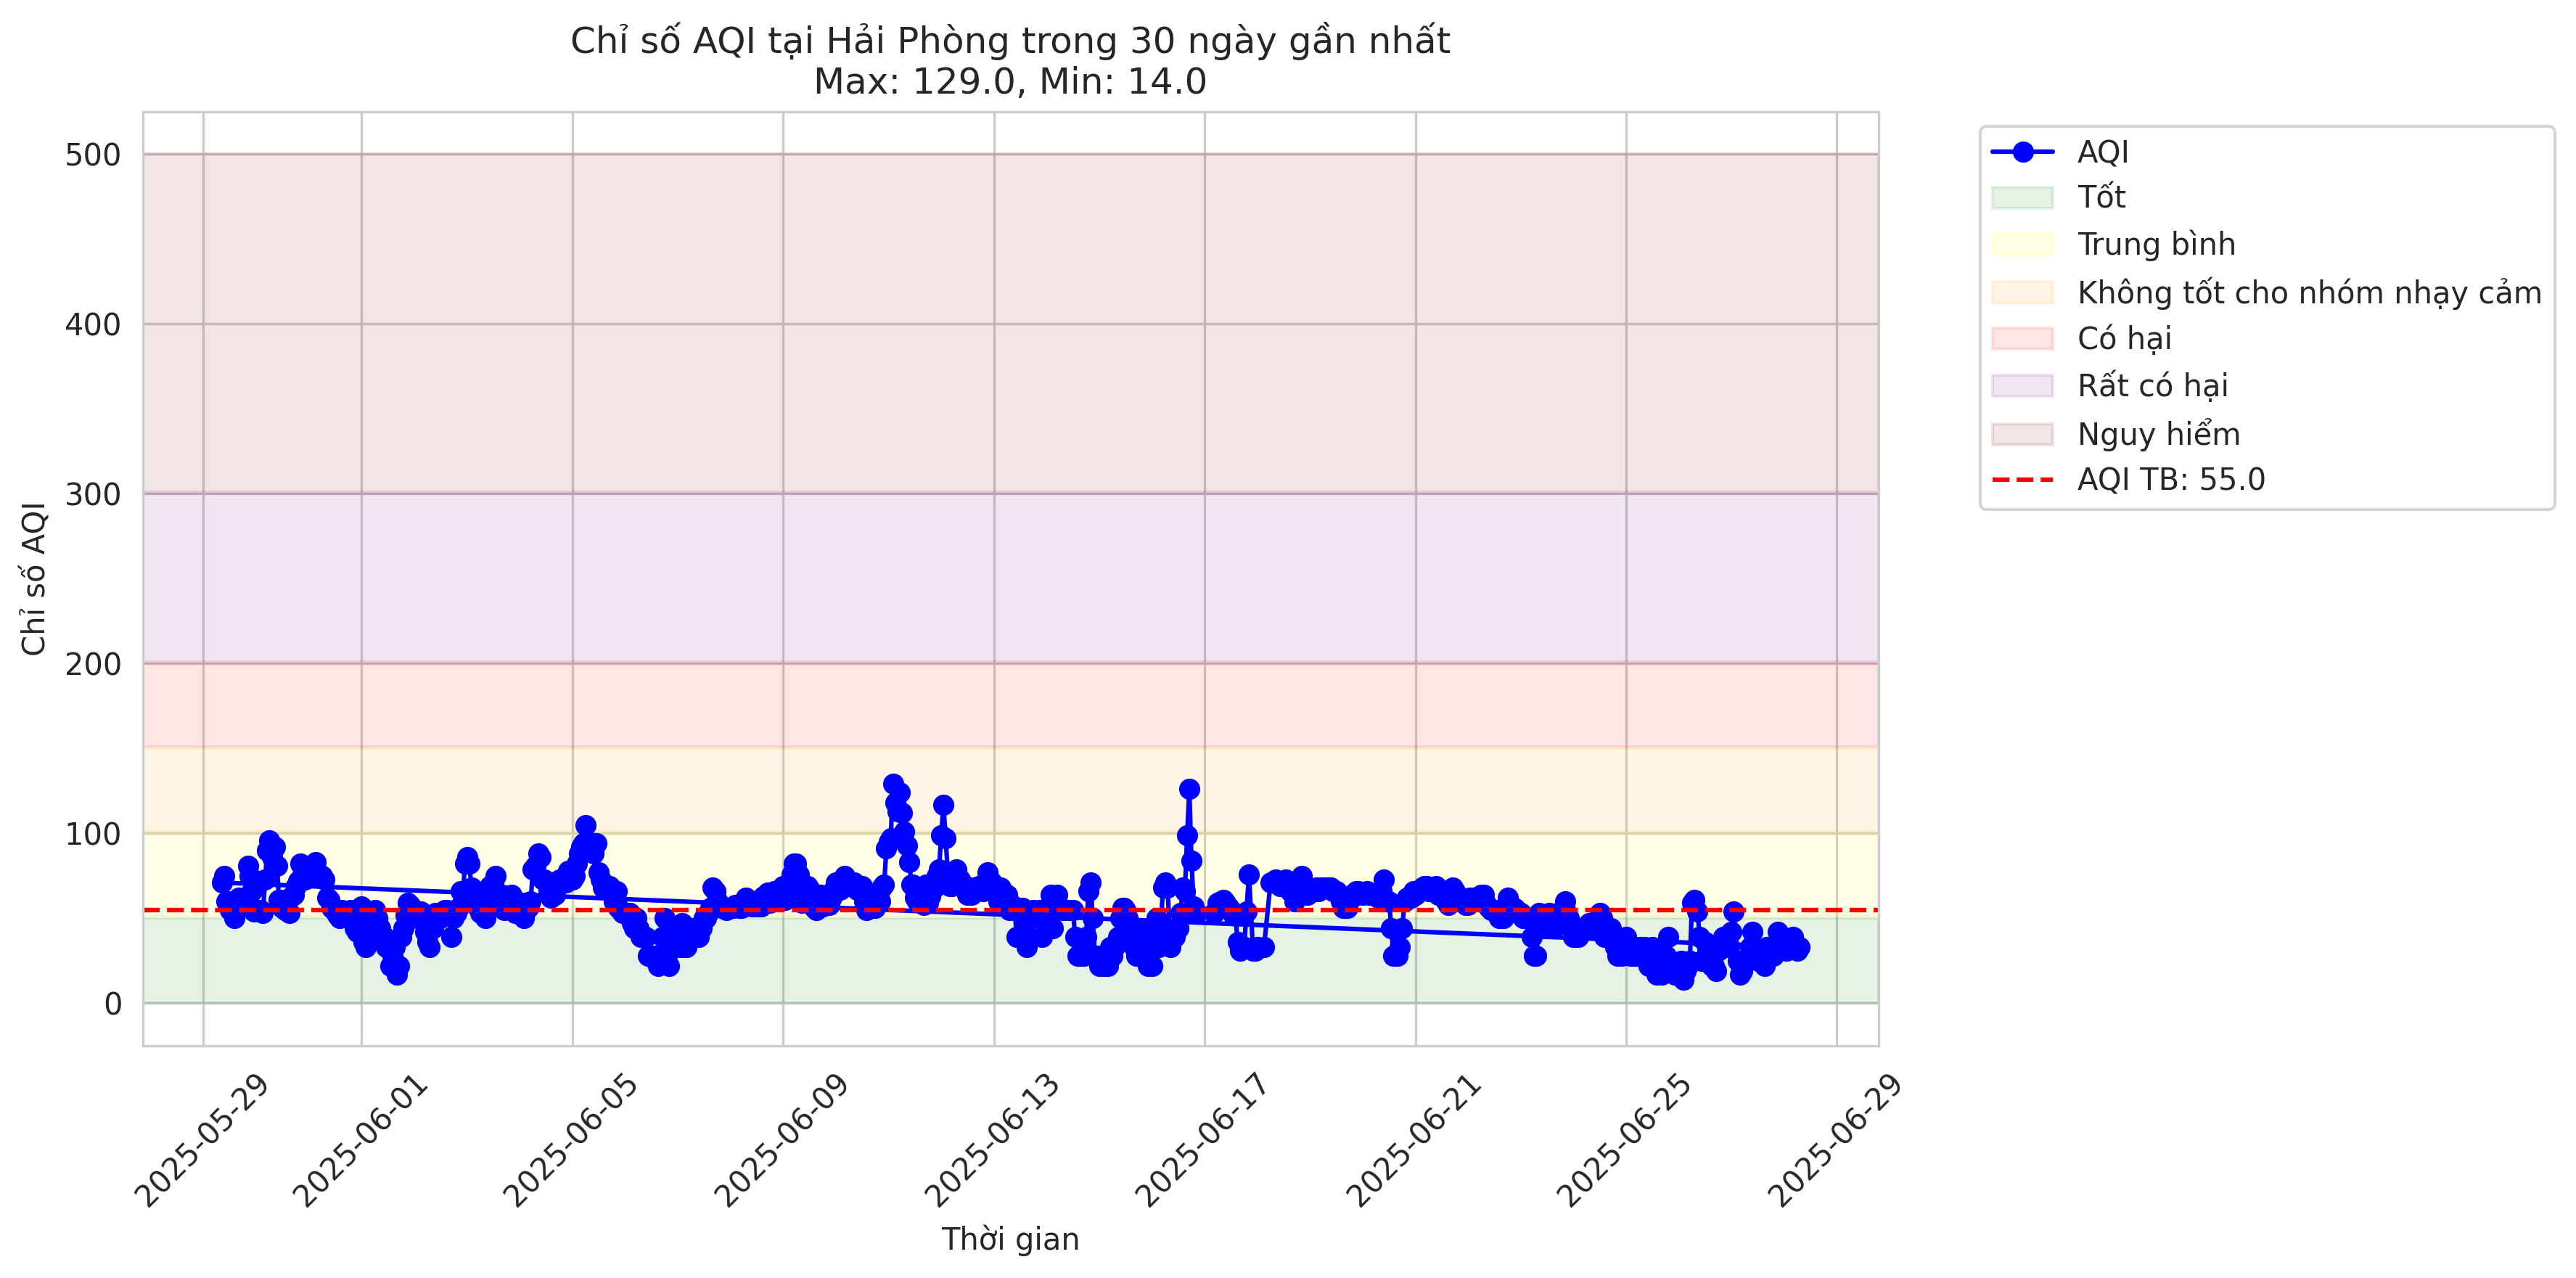 Chỉ số AQI tại Hải Phòng trong 30 ngày gần nhất
Max: 129.0, Min: 14.0
Chỉ số AQI
500
400
300
200
100
0
2025-05-29
2025-06-01
2025-06-05
2025-06-09
2025-06-13
2025-06-17
2025-06-21
2025-06-25
2025-06-29
Thời gian
AQI
Tốt
Trung bình
Không tốt cho nhóm nhạy cảm
Có hại
Rất có hại
Nguy hiểm
AQI TB: 55.0